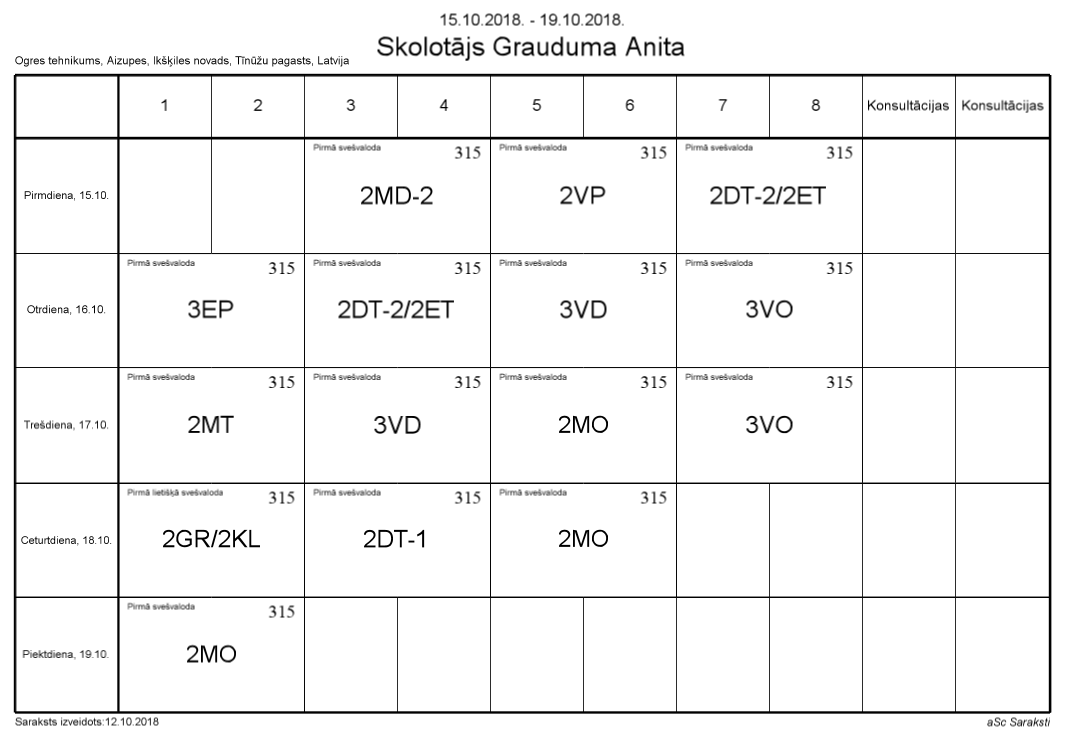 15.10.2018. - 19.10.2018.
Skolotājs Grauduma Anita
Ogres tehnikums, Aizupes, Ikšķiles novads, Tīnūžu pagasts, Latvija
1 2 3 4 5 6 7 8 Konsultācijas Konsultācijas
Pirmā svešvaloda 315 Pirmā svešvaloda 315 Pirmā svešvaloda 315
Pirmdiena, 15.10. 2MD-2 2VP 2DT-2/2ET
Pirmā svešvaloda 315 Pirmā svešvaloda 315 Pirmā svešvaloda 315 Pirmā svešvaloda 315
Otrdiena, 16.10. 3EP 2DT-2/2ET 3VD 3VO
Pirmā svešvaloda 315 Pirmā svešvaloda 315 Pirmā svešvaloda 315 Pirmā svešvaloda 315
Trešdiena, 17.10. 2MT 3VD 2MO 3VO
Pirmā lietišķā svešvaloda 315 Pirmā svešvaloda 315 Pirmā svešvaloda 315
Ceturtdiena, 18.10. 2GR/2KL 2DT-1 2MO
Pirmā svešvaloda 315
Piektdiena, 19.10. 2MO
Saraksts izveidots:12.10.2018 aSc Saraksti